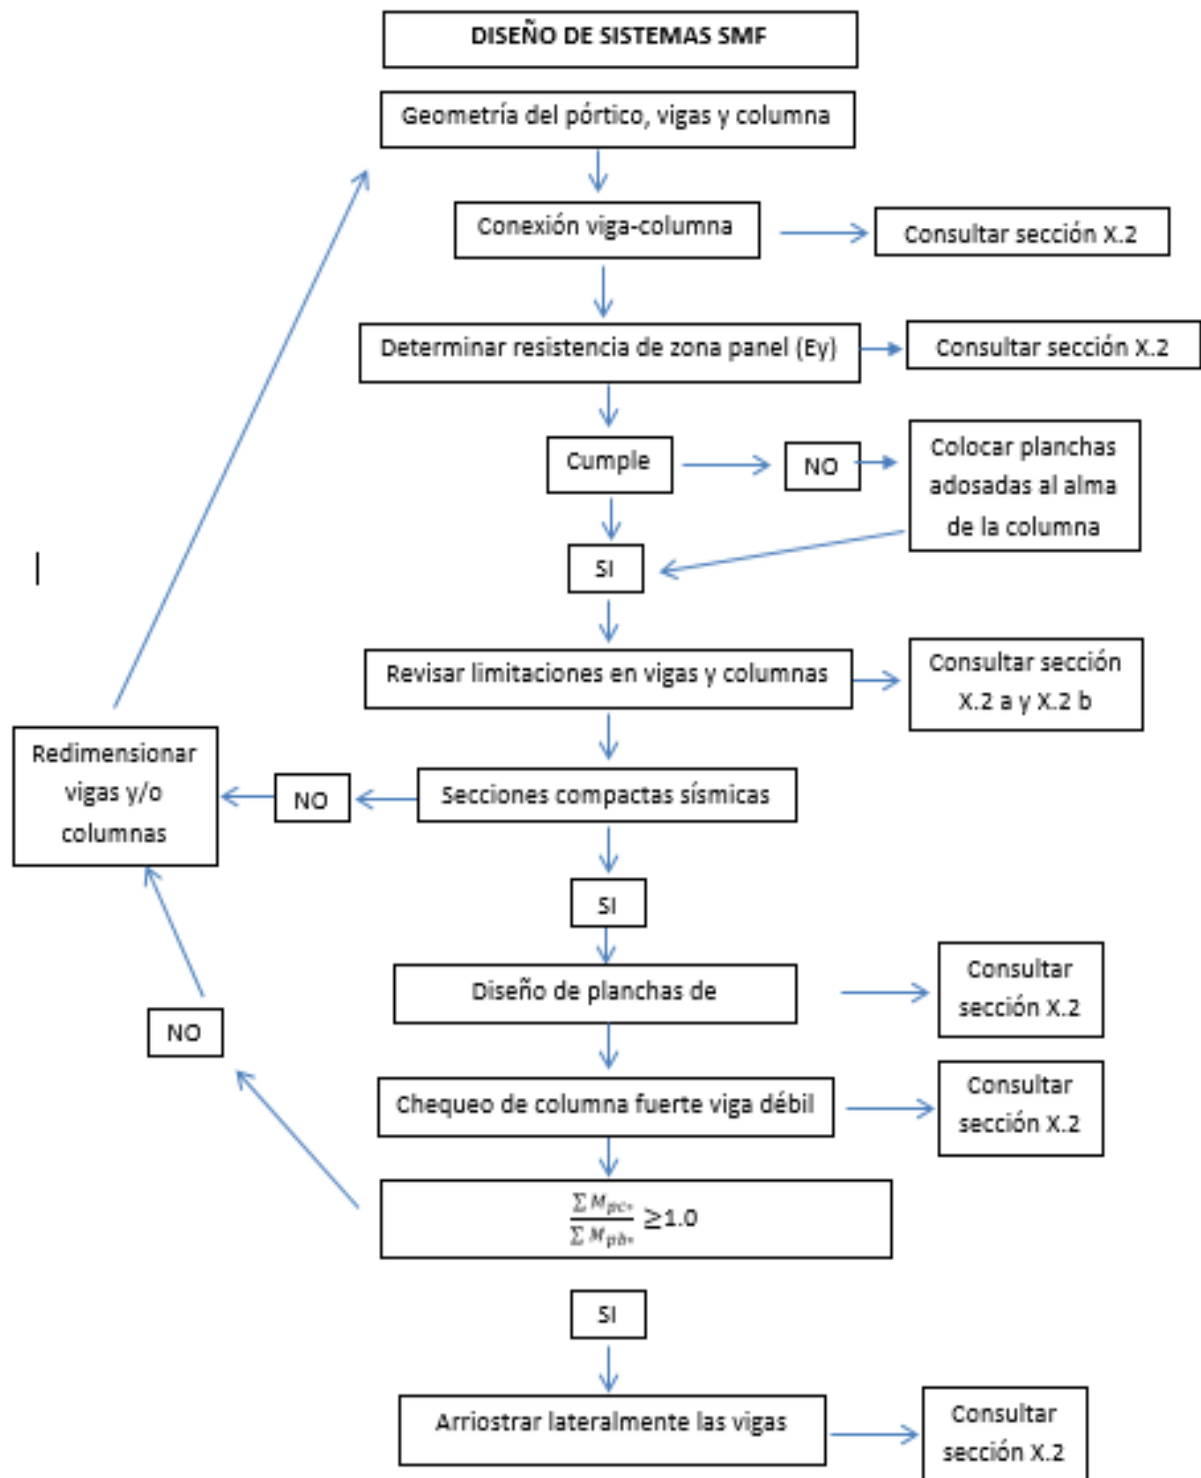 DISEÑO DE SISTEMAS SMF
Geometría del pórtico, vigas y columna
Conexión viga-columna
Consultar sección X.2
Determinar resistencia de zona panel (Ey)
Consultar sección X.2
Cumple
NO
Colocar planchas
adosadas al alma
de la columna
SI
Revisar limitaciones en vigas y columnas
Consultar sección
X.2 a y X.2 b
Redimensionar
vigas y/o
columnas
NO
Secciones compactas sísmicas
SI
Diseño de planchas de
Consultar
sección X.2
NO
Chequeo de columna fuerte viga débil
Consultar
sección X.2
∑ M_{pc*} / ∑ M_{pb*} ≥1.0
SI
Arriostrar lateralmente las vigas
Consultar
sección X.2